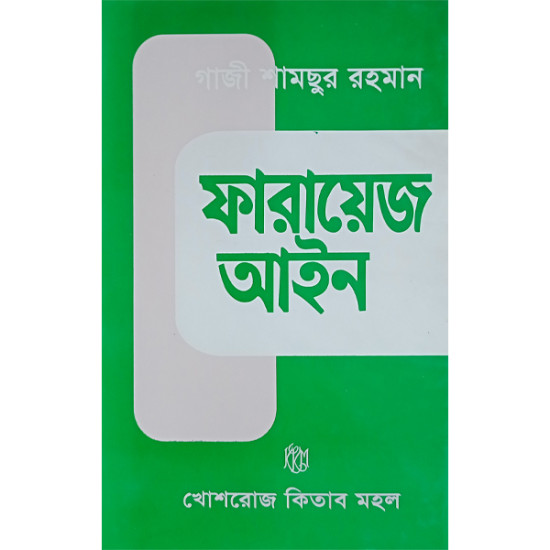 গাজী শামছুর রহমান
ফারায়েজ
আইন
খোশরোজ কিতাব মহল